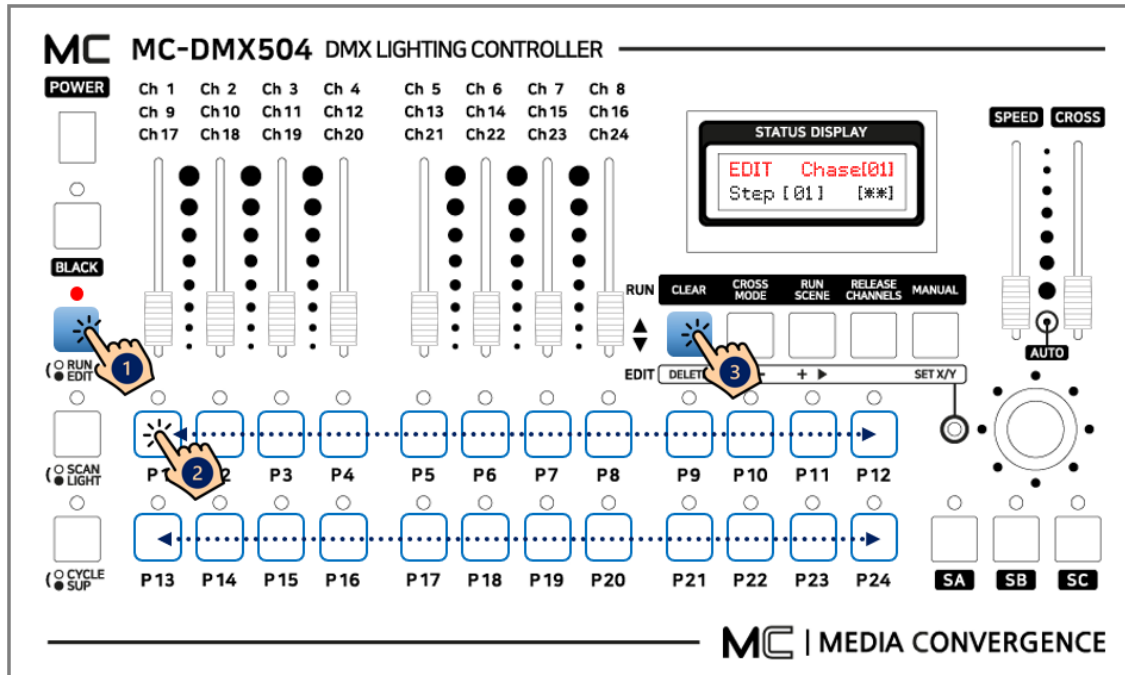 MC MC-DMX504 DMX LIGHTING CONTROLLER
POWER
Ch 1 Ch 2 Ch 3 Ch 4 Ch 5 Ch 6 Ch 7 Ch 8
Ch 9 Ch10 Ch11 Ch12 Ch13 Ch14 Ch15 Ch16
Ch17 Ch18 Ch19 Ch20 Ch21 Ch22 Ch23 Ch24
SPEED CROSS
STATUS DISPLAY
EDIT Chase[01]
Step [01] [**]
BLACK
RUN CLEAR CROSS MODE RUN SCENE RELEASE CHANNELS MANUAL
1
3
RUN
EDIT
AUTO
EDIT - + ▶ SET X/Y
2
SCAN
LIGHT
P3 P4 P5 P6 P7 P8 P9 P10 P11 P12
CYCLE
SUP
P13 P14 P15 P16 P17 P18 P19 P20 P21 P22 P23 P24
SA SB SC
MC | MEDIA CONVERGENCE